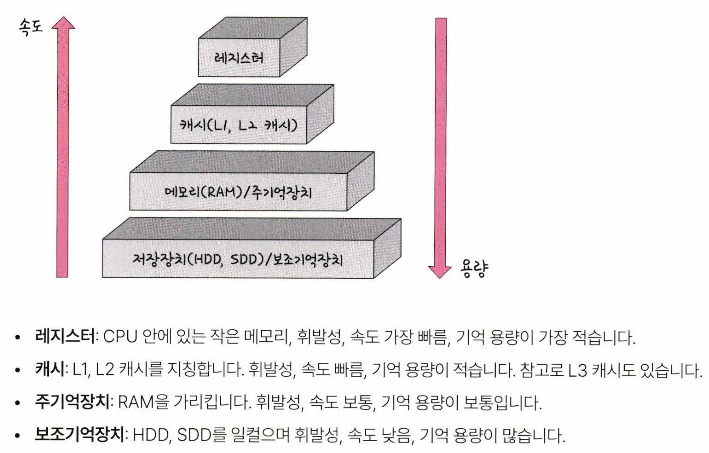 속도
레지스터
캐시(L1, L2 캐시)
메모리(RAM)/주기억장치
저장장치(HDD, SDD)/보조기억장치
용량
• 레지스터: CPU 안에 있는 작은 메모리, 휘발성, 속도 가장 빠름, 기억 용량이 가장 적습니다.
• 캐시: L1, L2 캐시를 지칭합니다. 휘발성, 속도 빠름, 기억 용량이 적습니다. 참고로 L3 캐시도 있습니다.
• 주기억장치: RAM을 가리킵니다. 휘발성, 속도 보통, 기억 용량이 보통입니다.
• 보조기억장치: HDD, SDD를 일컬으며 휘발성, 속도 낮음, 기억 용량이 많습니다.